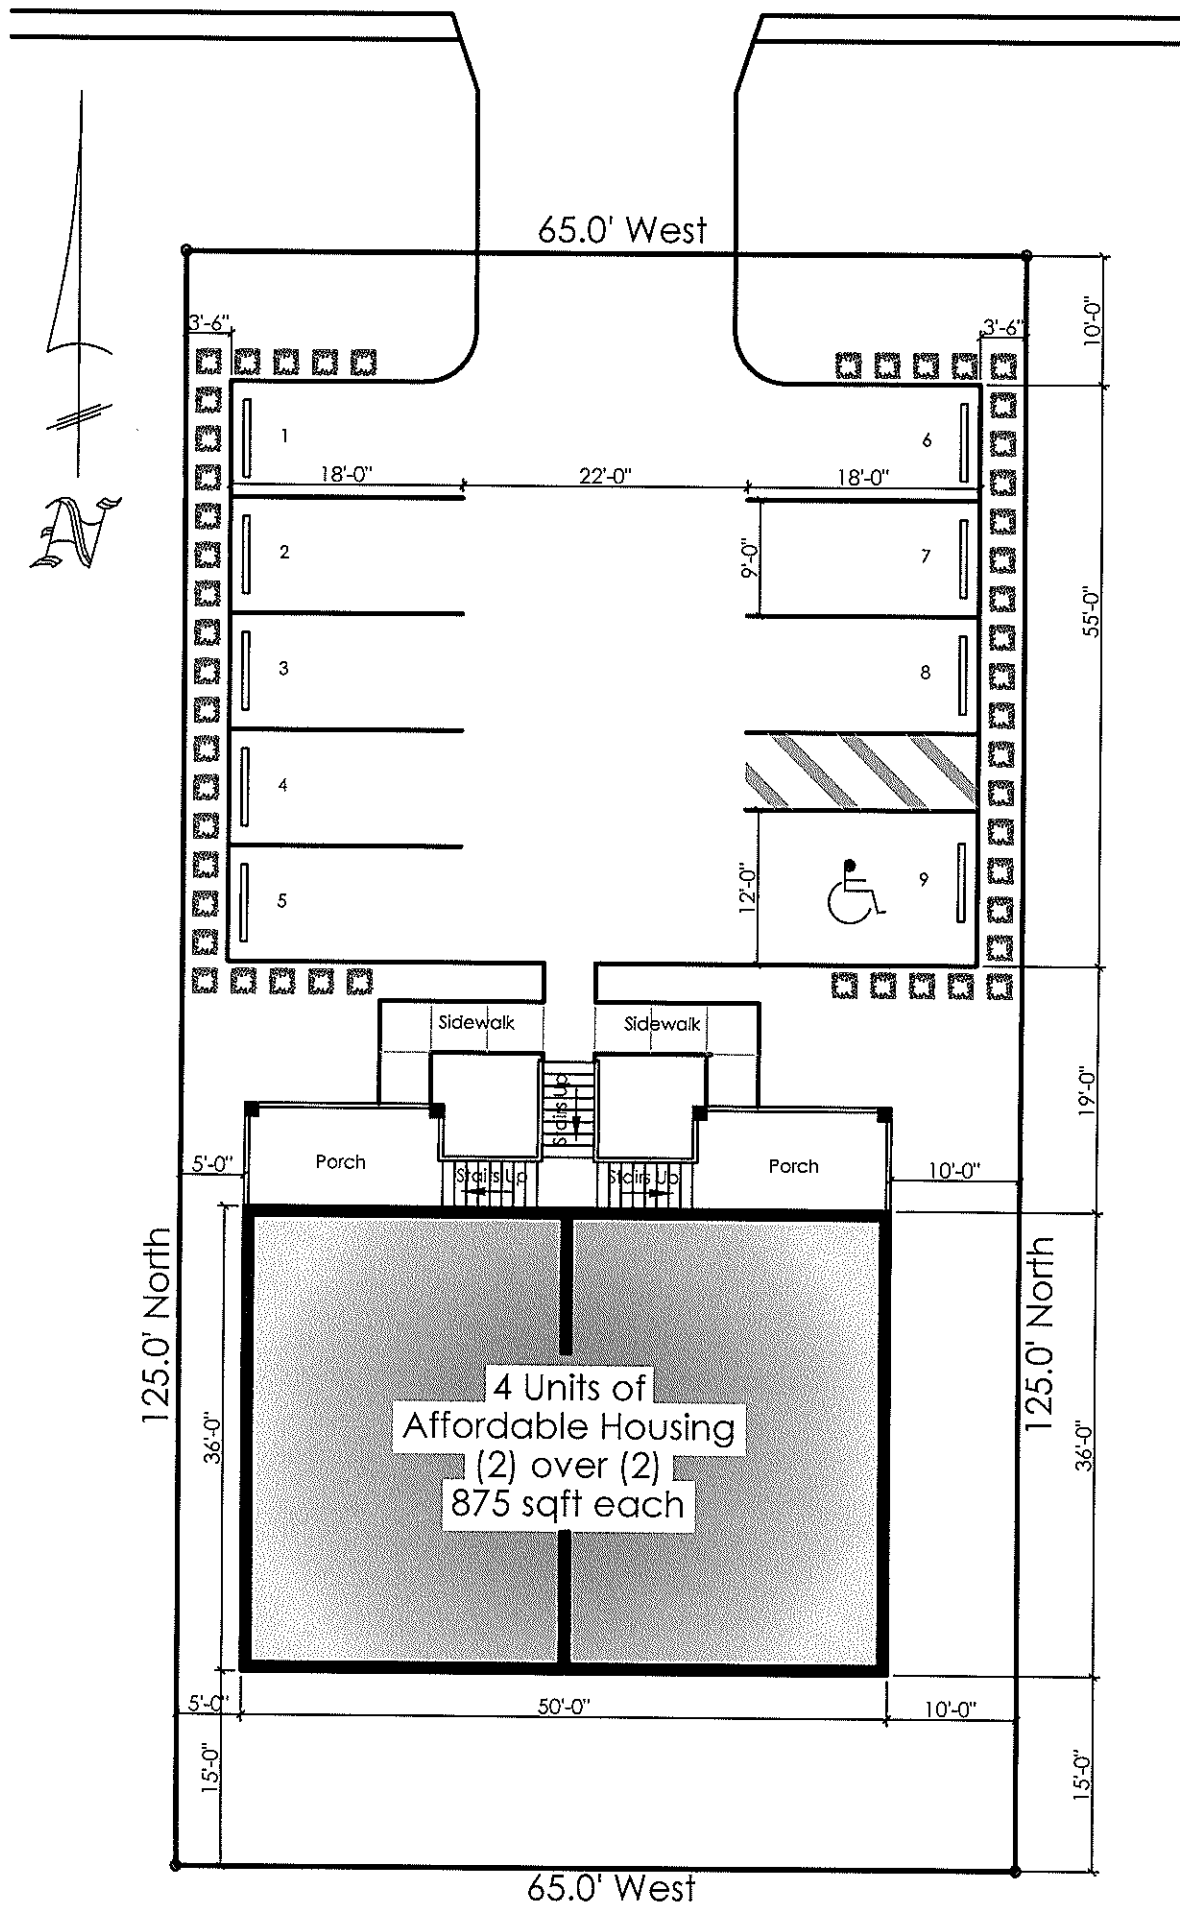 65.0' West
3'-6"
3'-6"
10'-0"
1
6
18'-0"
22'-0"
18'-0"
N
2
7
9'-0"
55'-0"
3
8
4
12'-0"
9
5
Sidewalk
Sidewalk
Stairs Up
19'-0"
5'-0"
Porch
Stairs Up
Stairs Up
Porch
10'-0"
125.0' North
125.0' North
4 Units of
Affordable Housing
(2) over (2)
875 sqft each
36'-0"
36'-0"
5'-0"
50'-0"
10'-0"
15'-0"
15'-0"
65.0' West